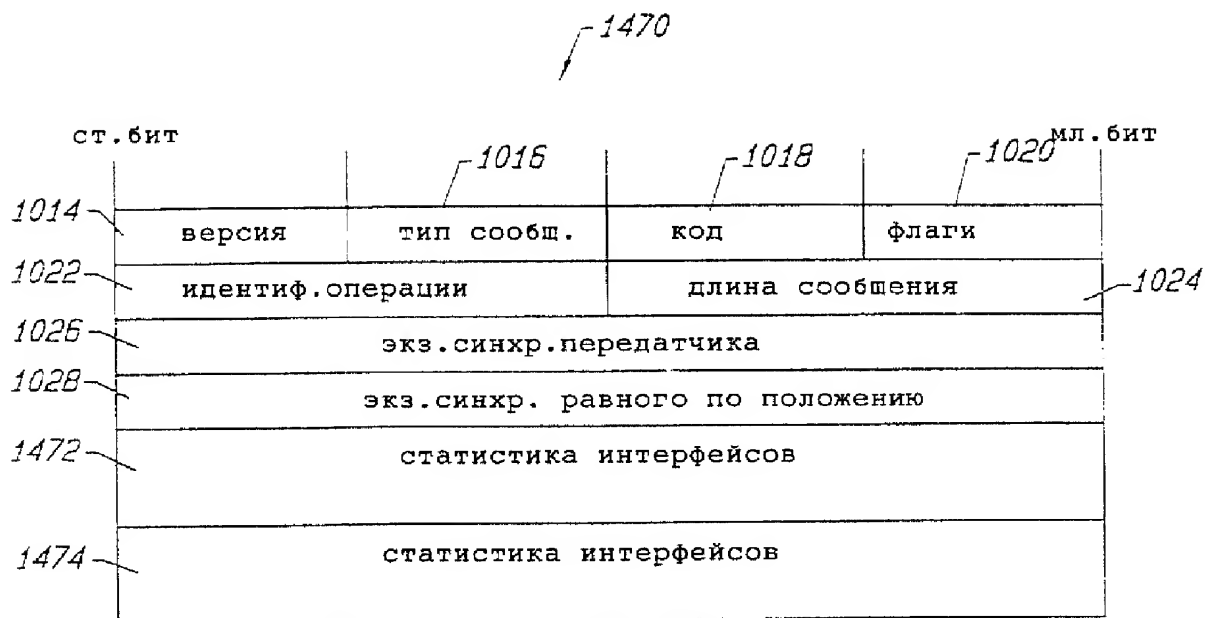 1470
ст.бит
мл.бит
1016
1018
1020
1014
версия
тип сообщ.
код
флаги
1022
идентиф.операции
длина сообщения
1024
1026
экз.синхр.передатчика
1028
экз.синхр. равного по положению
1472
статистика интерфейсов
1474
статистика интерфейсов